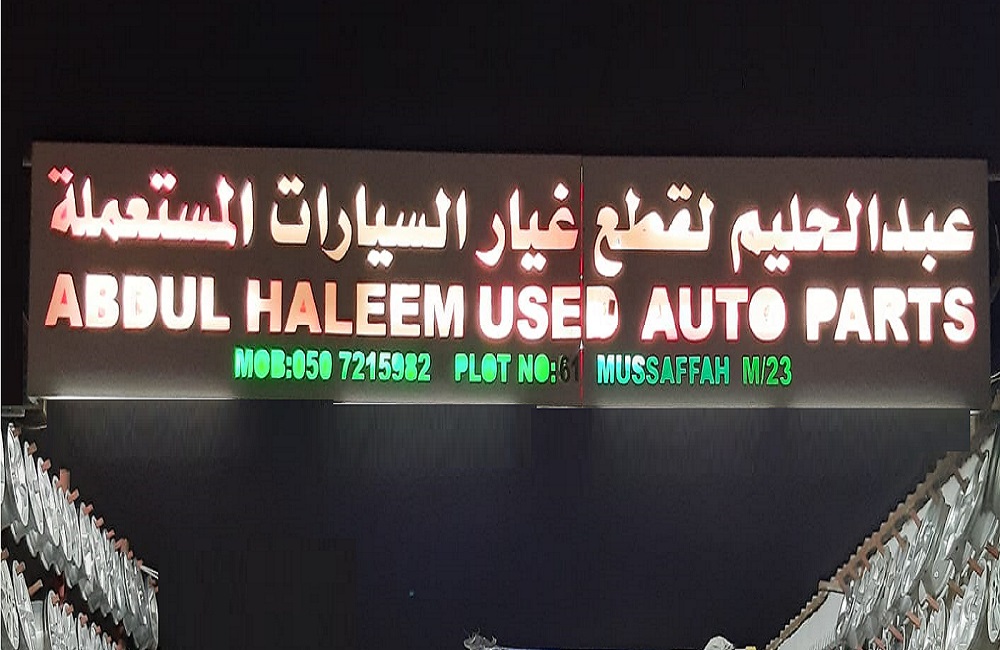 عبدالحليم لقطع غيار السيارات المستعملة
ABDUL HALEEM USED AUTO PARTS
MOB:050 7215982 PLOT NO:61 MUSSAFFAH M/23